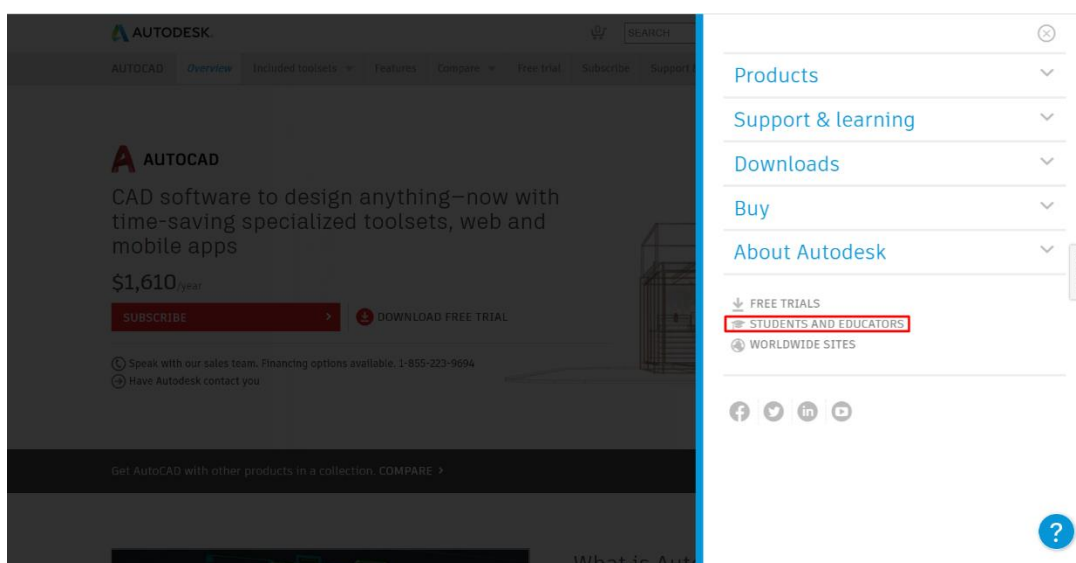 AUTODESK.
SEARCH
AUTOCAD Overview Included toolsets Features Compare Free trial Subscribe Support
AUTOCAD
CAD software to design anything—now with
time-saving specialized toolsets, web and
mobile apps
$1,610/year
SUBSCRIBE > DOWNLOAD FREE TRIAL
Speak with our sales team. Financing options available. 1-855-223-9694
Have Autodesk contact you
Get AutoCAD with other products in a collection. COMPARE >
What is
Products
Support & learning
Downloads
Buy
About Autodesk
FREE TRIALS
STUDENTS AND EDUCATORS
WORLDWIDE SITES
?